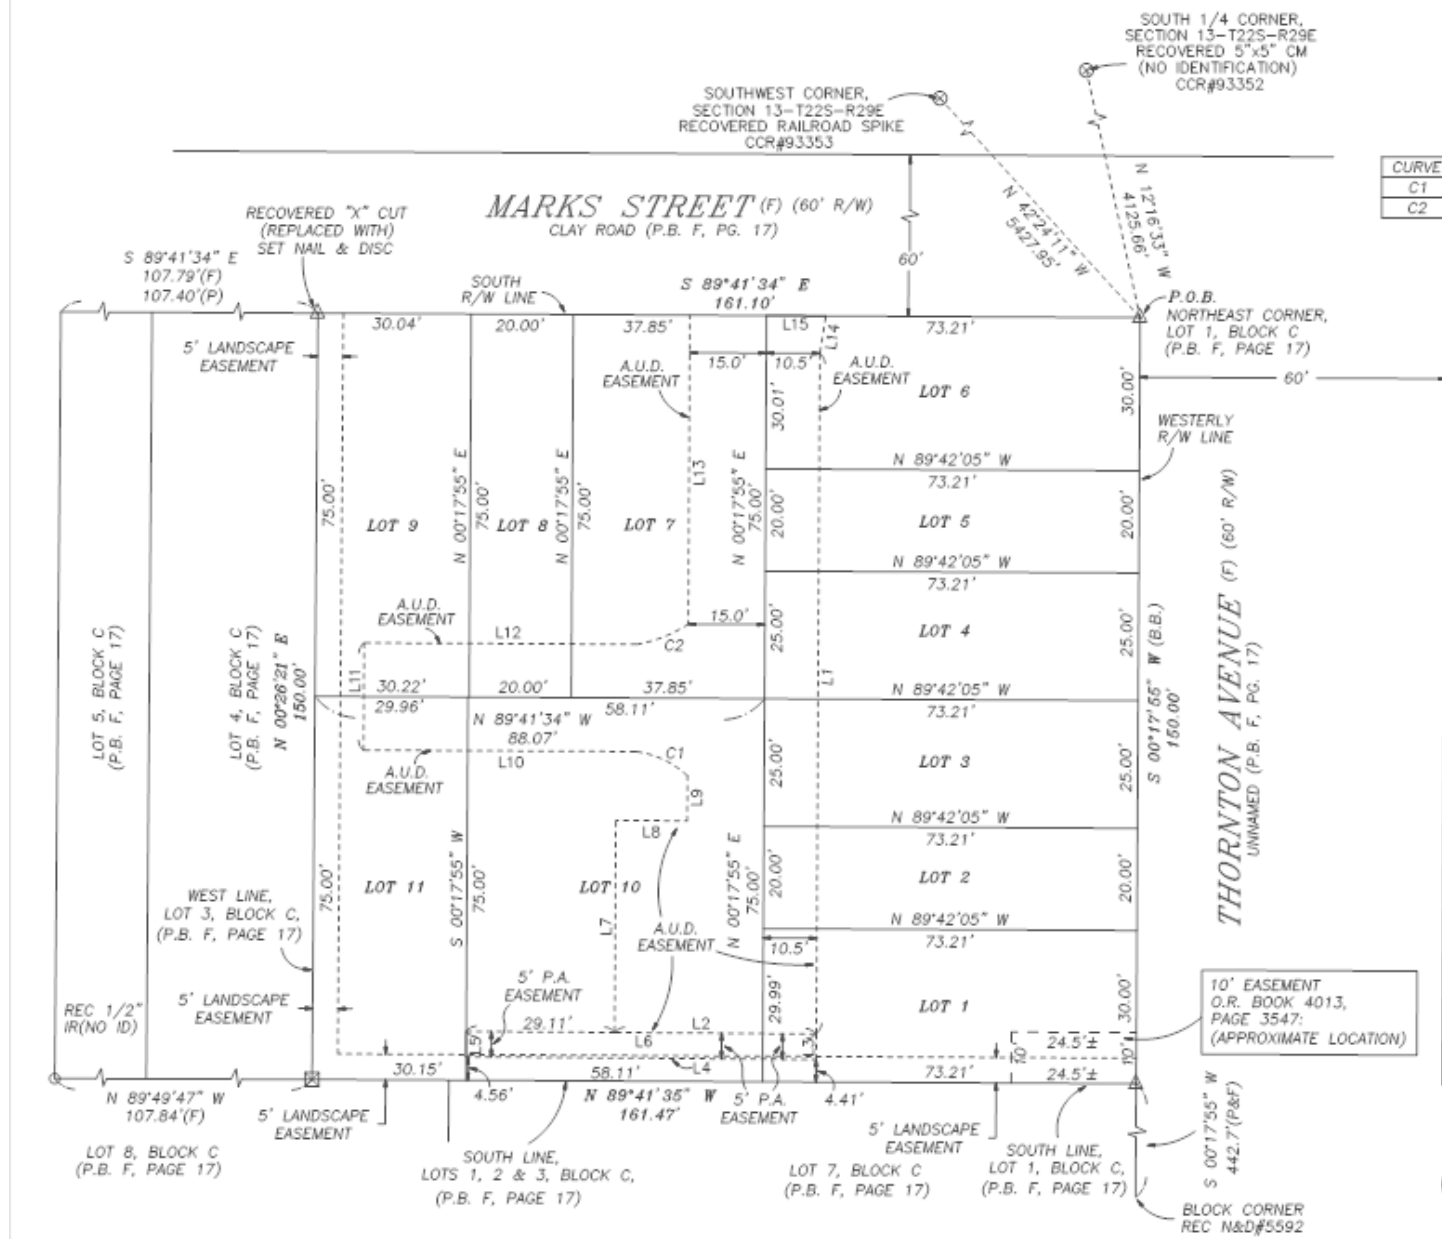 SOUTH 1/4 CORNER,
SECTION 13-T22S-R29E
RECOVERED 5"x5" CM
(NO IDENTIFICATION)
CCR#93352
SOUTHWEST CORNER,
SECTION 13-T22S-R29E
RECOVERED RAILROAD SPIKE
CCR#93353
CURVE
C1
C2
MARKS STREET (F) (60' R/W)
CLAY ROAD (P.B. F, PG. 17)
N 42°24'11" W
5427.95'
N 12°16'33" W
4125.66'
60'
RECOVERED "X" CUT
(REPLACED WITH)
SET NAIL & DISC
S 89°41'34" E
107.79'(F)
107.40'(P)
SOUTH
R/W LINE
S 89°41'34" E
161.10'
P.O.B.
NORTHEAST CORNER,
LOT 1, BLOCK C
(P.B. F, PAGE 17)
30.04'
20.00'
37.85'
L15
L14
73.21'
5' LANDSCAPE
EASEMENT
A.U.D.
EASEMENT
15.0'
10.5'
A.U.D.
EASEMENT
60'
LOT 6
30.01'
30.00'
WESTERLY
R/W LINE
N 89°42'05" W
73.21'
L13
75.00'
LOT 9
N 00°17'55" E
75.00'
LOT 8
N 00°17'55" E
75.00'
LOT 7
N 00°17'55" E
75.00'
20.00'
LOT 5
20.00'
N 89°42'05" W
73.21'
THORNTON AVENUE (F) (60' R/W)
UNNAMED (P.B. F, PG. 17)
A.U.D.
EASEMENT
L12
C2
15.0'
25.00'
LOT 4
25.00'
S 00°17'55" W (B.B.)
150.00'
LOT 5, BLOCK C
(P.B. F, PAGE 17)
LOT 4, BLOCK C
(P.B. F, PAGE 17)
N 00°26'21" E
150.00'
L11
L1
30.22'
20.00'
37.85'
N 89°42'05" W
73.21'
29.96'
58.11'
N 89°41'34" W
88.07'
A.U.D.
EASEMENT
L10
C1
L9
25.00'
LOT 3
25.00'
N 89°42'05" W
73.21'
L8
75.00'
LOT 11
S 00°17'55" W
75.00'
LOT 10
L7
N 00°17'55" E
75.00'
20.00'
LOT 2
20.00'
WEST LINE,
LOT 3, BLOCK C,
(P.B. F, PAGE 17)
A.U.D.
EASEMENT
N 89°42'05" W
73.21'
10.5'
5' P.A.
EASEMENT
REC 1/2"
IR(NO ID)
5' LANDSCAPE
EASEMENT
29.99'
LOT 1
30.00'
10' EASEMENT
O.R. BOOK 4013,
PAGE 3547:
(APPROXIMATE LOCATION)
29.11'
L2
L5
L6
L3
24.5'±
10'
10'
30.15'
58.11'
L4
73.21'
24.5'±
N 89°49'47" W
107.84'(F)
5' LANDSCAPE
EASEMENT
4.56'
N 89°41'35" W
161.47'
5' P.A.
EASEMENT
4.41'
5' LANDSCAPE
EASEMENT
S 00°17'55" W
442.7'(P&F)
LOT 8, BLOCK C
(P.B. F, PAGE 17)
SOUTH LINE,
LOTS 1, 2 & 3, BLOCK C,
(P.B. F, PAGE 17)
LOT 7, BLOCK C
(P.B. F, PAGE 17)
SOUTH LINE,
LOT 1, BLOCK C,
(P.B. F, PAGE 17)
BLOCK CORNER
REC N&D#5592